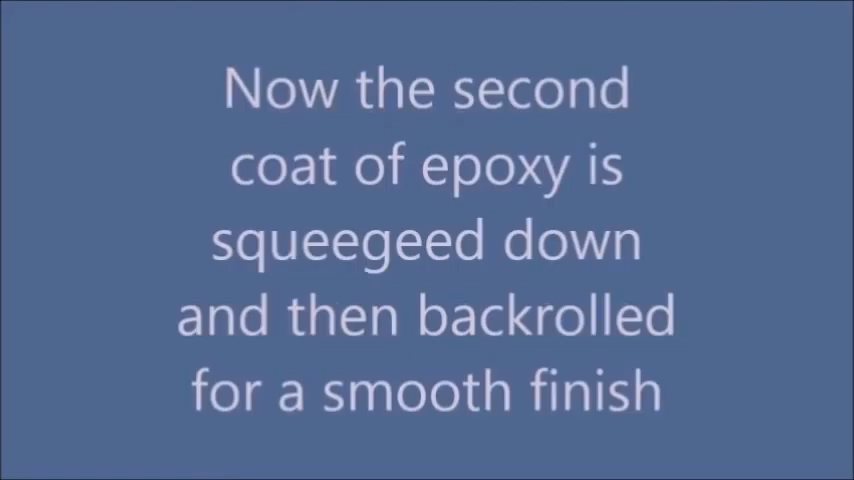 Now the second
coat of epoxy is
squeegeed down
and then backrolled
for a smooth finish